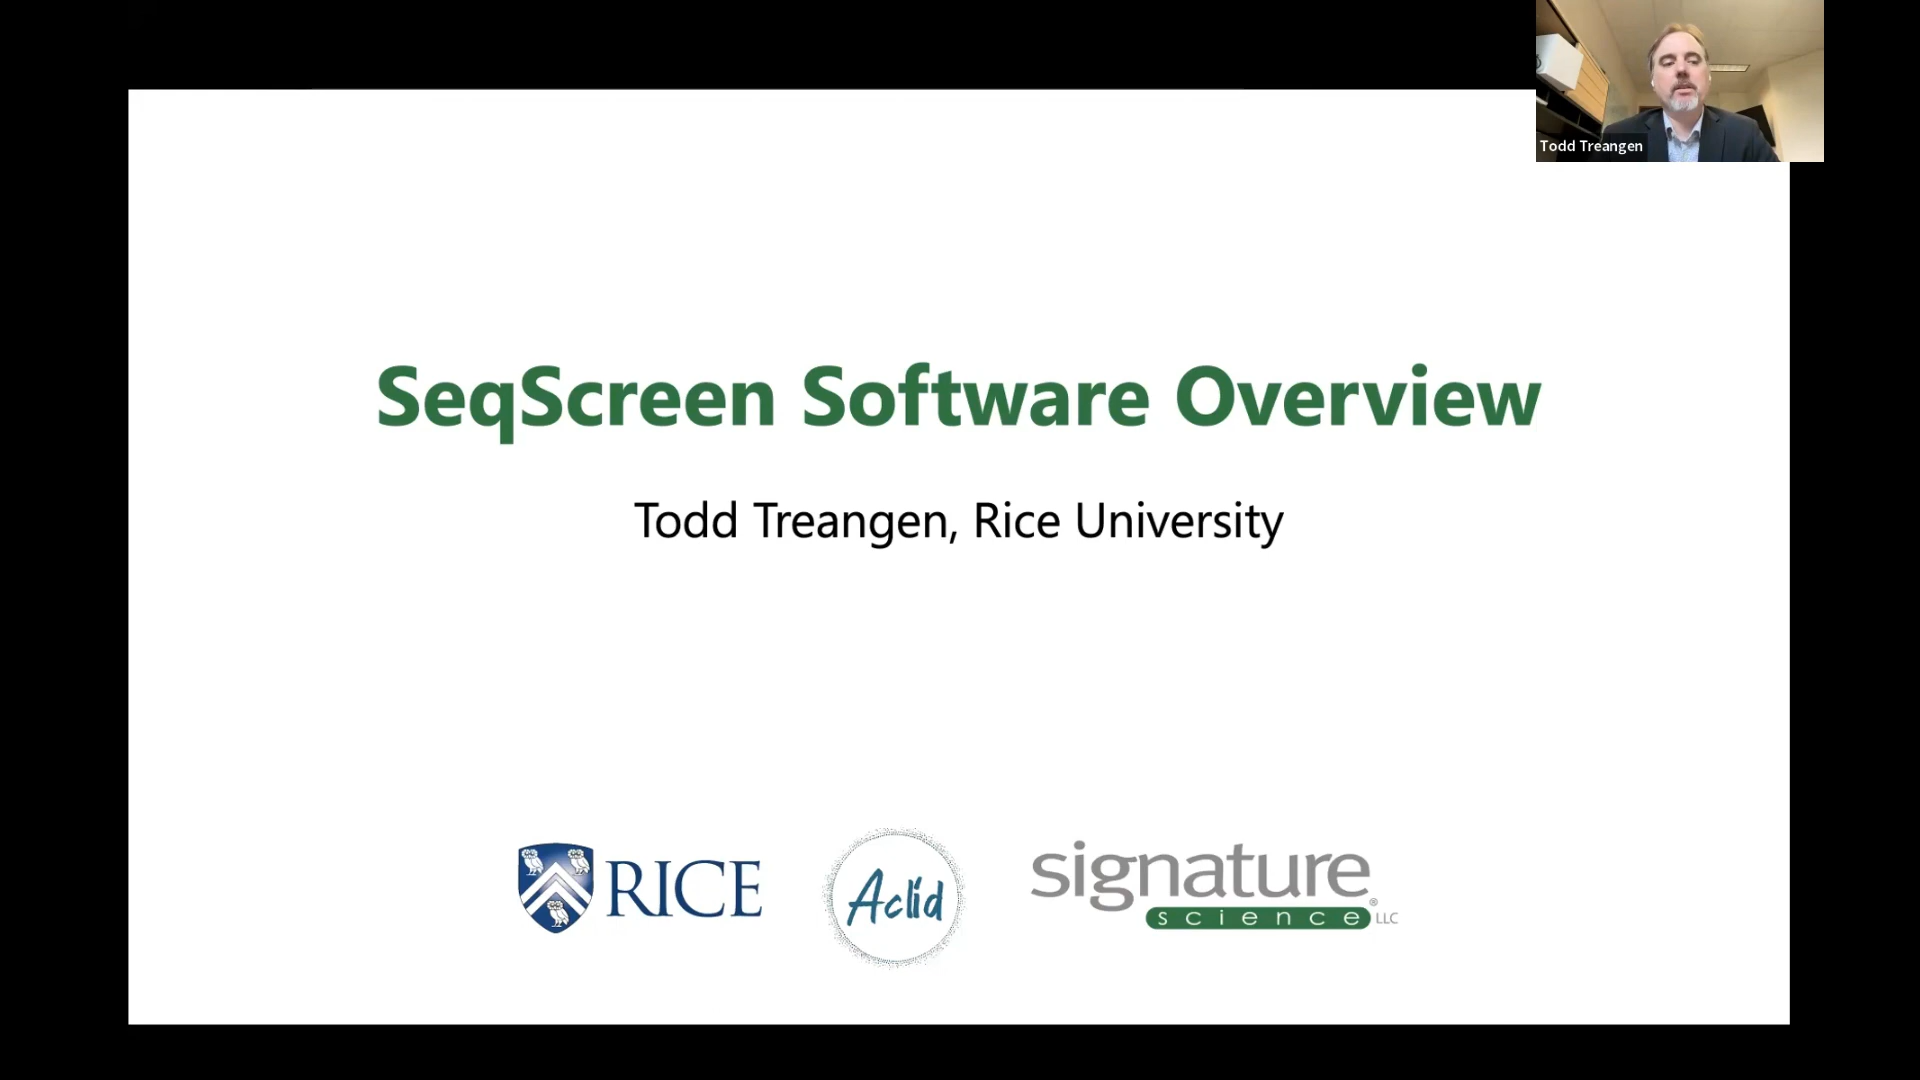 Todd Treangen
SeqScreen Software Overview
Todd Treangen, Rice University
RICE
Aclid
signature
science LLC